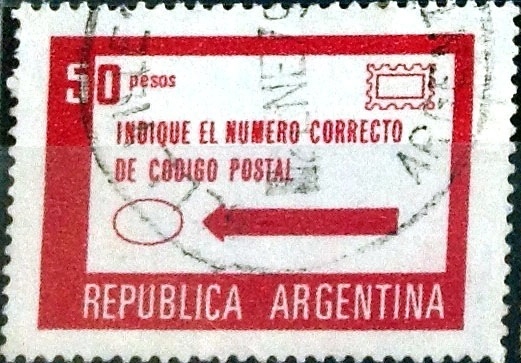 50 pesos
INDIQUE EL NUMERO CORRECTO
DE CODIGO POSTAL
REPUBLICA ARGENTINA